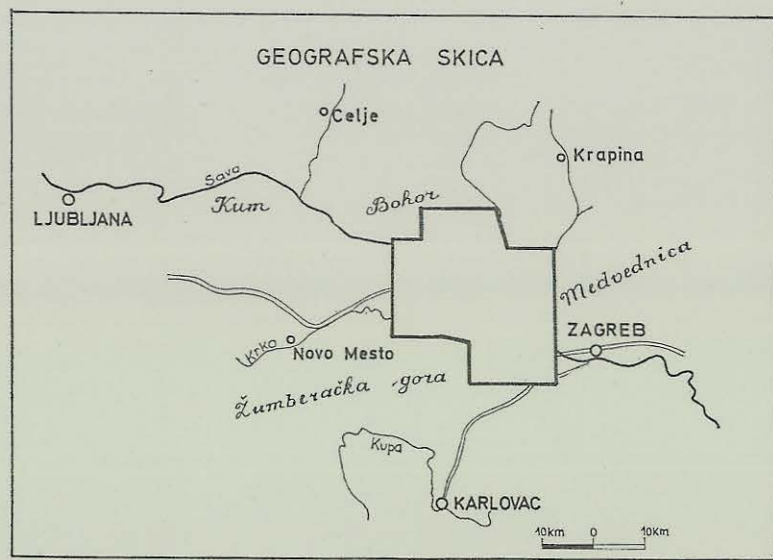 GEOGRAFSKA SKICA
Celje
Krapina
Sava
Kum
Bohor
LJUBLJANA
Medvednica
ZAGREB
Krka
Novo Mesto
Žumberačka gora
Kupa
KARLOVAC
10km 0 10km